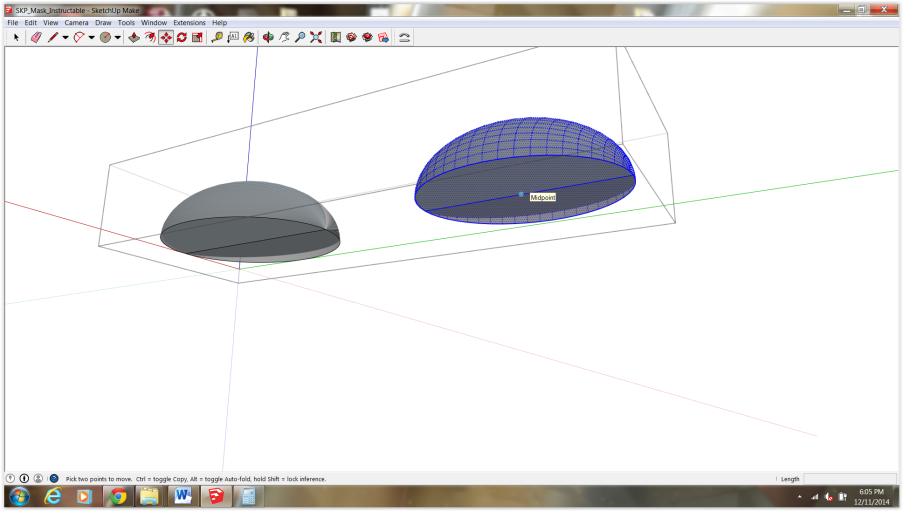 SKP_Mask_Instructable - SketchUp Make
File Edit View Camera Draw Tools Window Extensions Help
A1
Midpoint
Pick two points to move. Ctrl = toggle Copy, Alt = toggle Auto-fold, hold Shift = lock inference.
Length
W
6:05 PM
12/11/2014